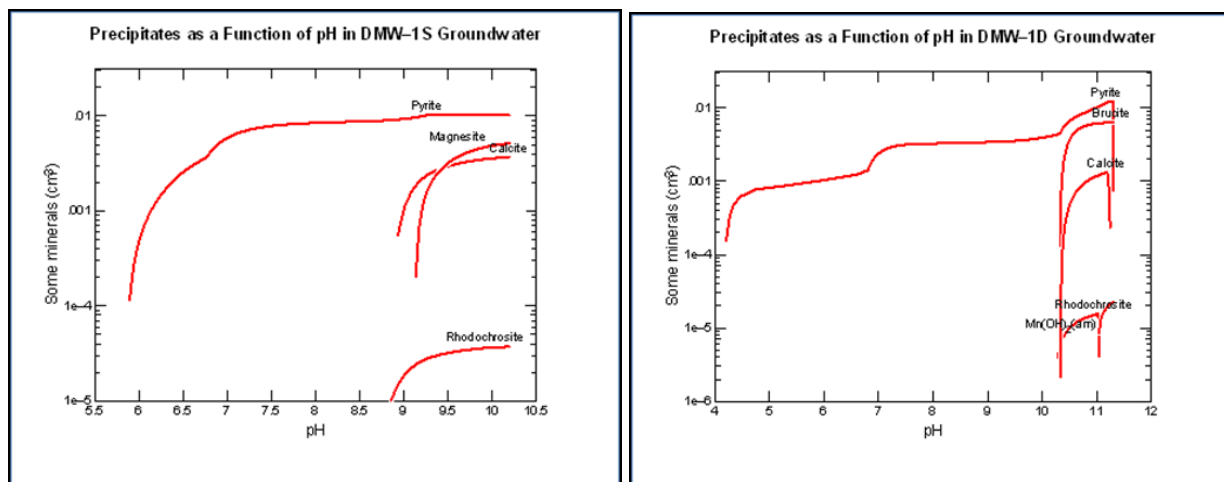 Precipitates as a Function of pH in DMW–1S Groundwater
.01
.001
1e–4
1e–5
Some minerals (cm³)
Pyrite
Magnesite
Calcite
Rhodochrosite
5.5 6 6.5 7 7.5 8 8.5 9 9.5 10 10.5
pH
Precipitates as a Function of pH in DMW–1D Groundwater
.01
.001
1e–4
1e–5
1e–6
Some minerals (cm³)
Pyrite
Brucite
Calcite
Rhodochrosite
Mn(OH)₂(am)
4 5 6 7 8 9 10 11 12
pH